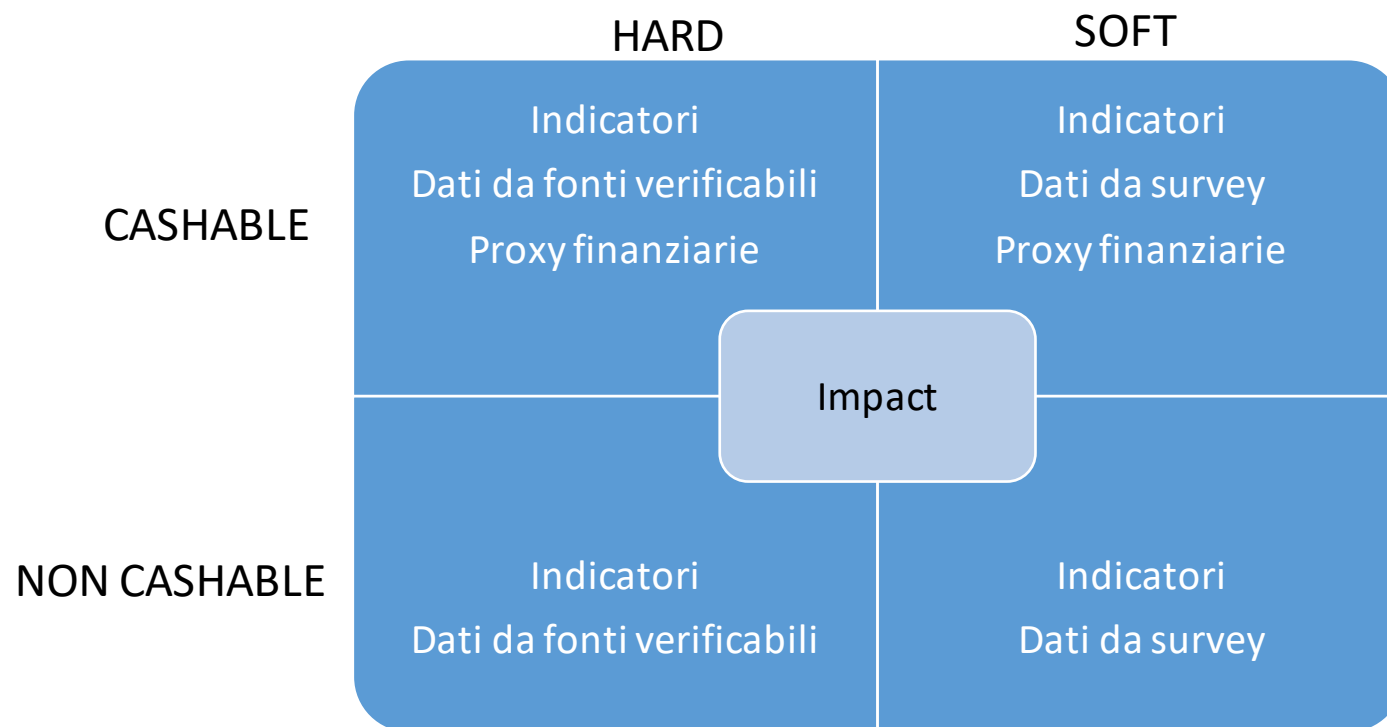 HARD
SOFT
CASHABLE
Indicatori
Dati da fonti verificabili
Proxy finanziarie
Indicatori
Dati da survey
Proxy finanziarie
Impact
NON CASHABLE
Indicatori
Dati da fonti verificabili
Indicatori
Dati da survey